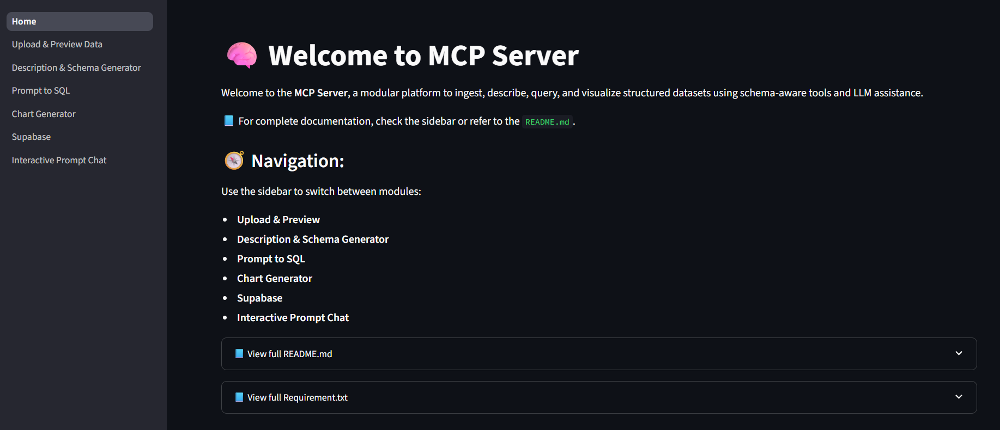 Home
Upload & Preview Data
Description & Schema Generator
Prompt to SQL
Chart Generator
Supabase
Interactive Prompt Chat
Welcome to MCP Server
Welcome to the MCP Server, a modular platform to ingest, describe, query, and visualize structured datasets using schema-aware tools and LLM assistance.
For complete documentation, check the sidebar or refer to the README.md.
Navigation:
Use the sidebar to switch between modules:
• Upload & Preview
• Description & Schema Generator
• Prompt to SQL
• Chart Generator
• Supabase
• Interactive Prompt Chat
View full README.md
View full Requirement.txt